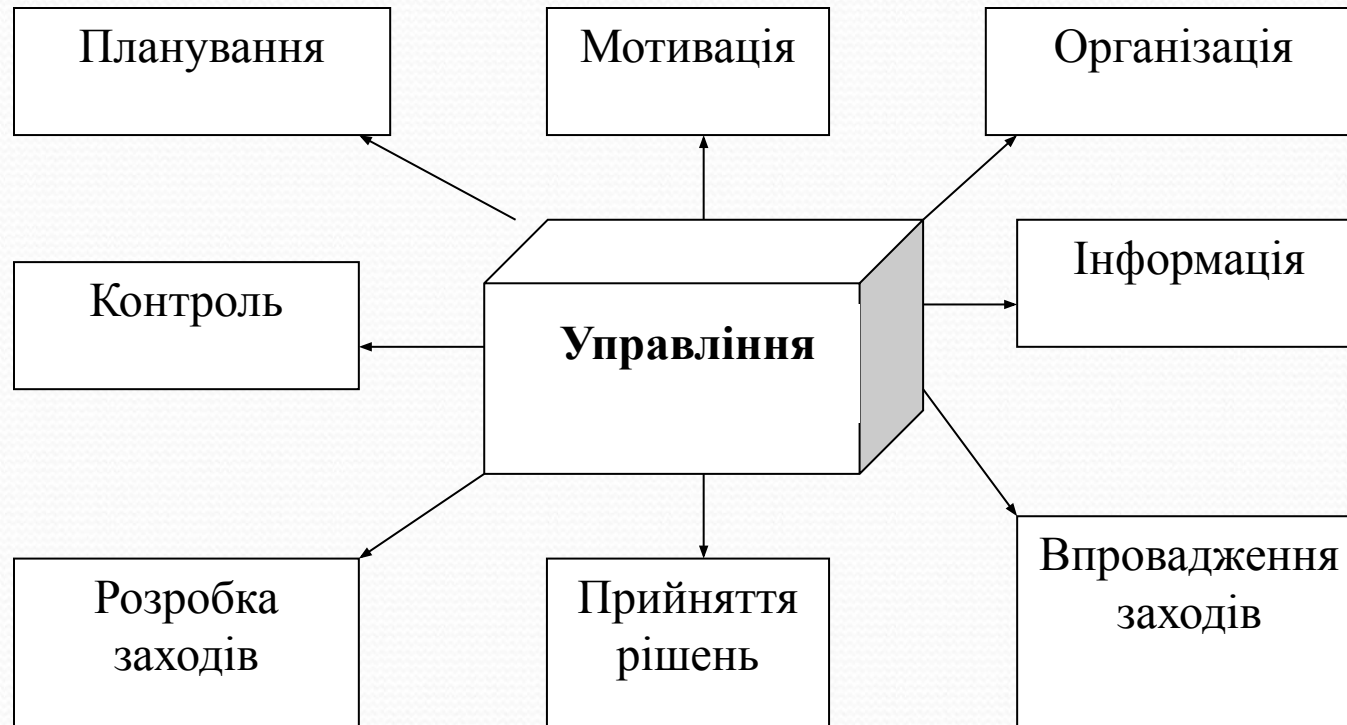 Планування
Мотивація
Організація
Контроль
Управління
Інформація
Розробка
заходів
Прийняття
рішень
Впровадження
заходів